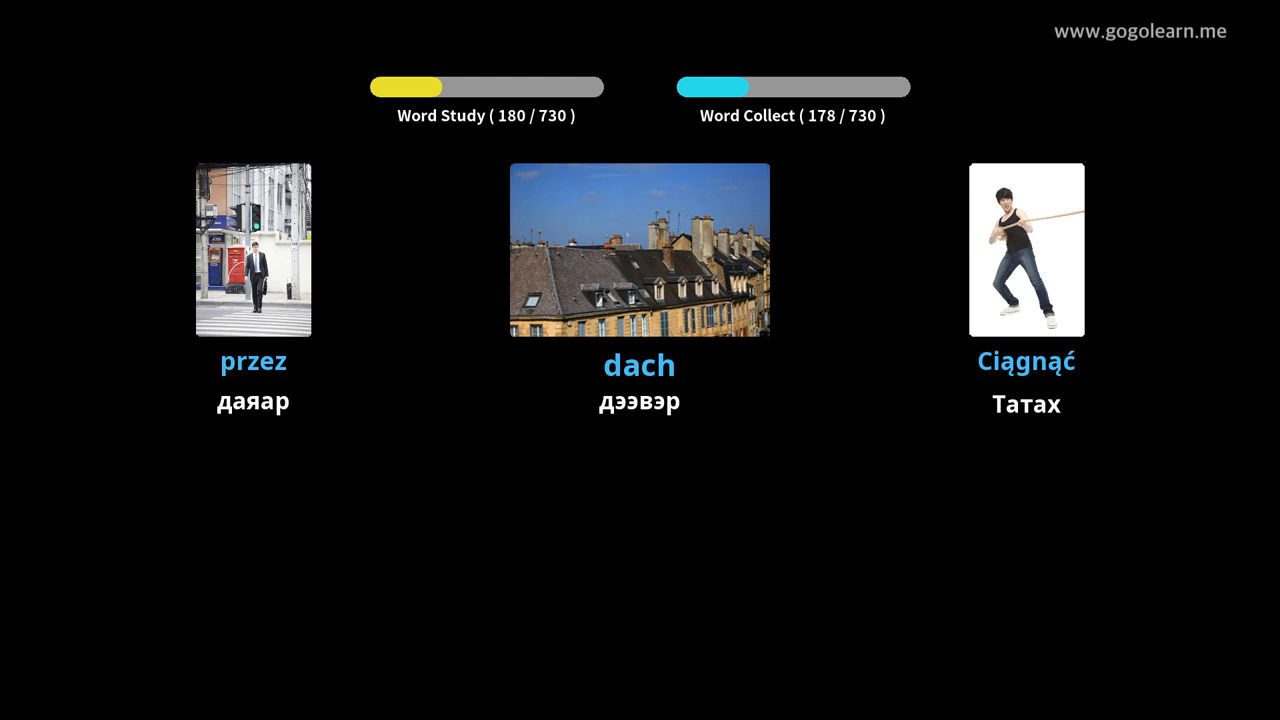 www.gogolearn.me
Word Study ( 180 / 730 )
Word Collect ( 178 / 730 )
przez
даяар
dach
дээвэр
Ciągnąć
Татах